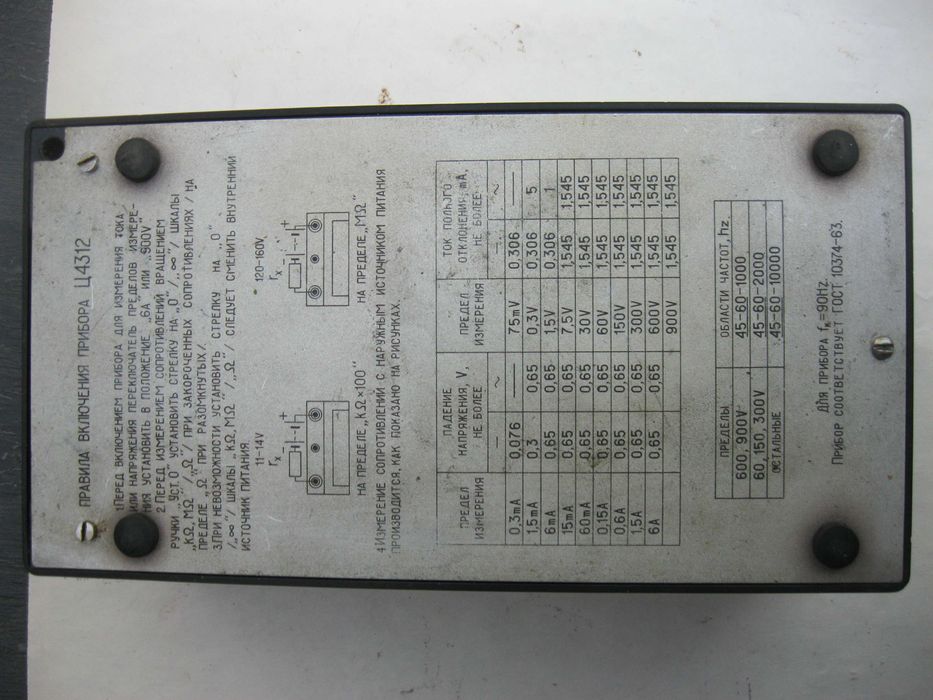 ПРАВИЛА ВКЛЮЧЕНИЯ ПРИБОРА Ц4312
1.ПЕРЕД ВКЛЮЧЕНИЕМ ПРИБОРА ДЛЯ ИЗМЕРЕНИЯ ТОКА
ИЛИ НАПРЯЖЕНИЯ ПЕРЕКЛЮЧАТЕЛЬ ПРЕДЕЛОВ ИЗМЕРЕ-
НИЯ УСТАНОВИТЬ В ПОЛОЖЕНИЕ „6А" ИЛИ „900V"
2.ПЕРЕД ИЗМЕРЕНИЕМ СОПРОТИВЛЕНИЙ ВРАЩЕНИЕМ
РУЧКИ „УСТ.0" УСТАНОВИТЬ СТРЕЛКУ НА „0" /„∞"/ ШКАЛЫ
„KΩ, MΩ" /„Ω"/ ПРИ ЗАКОРОЧЕННЫХ СОПРОТИВЛЕНИЯХ /НА
ПРЕДЕЛЕ „Ω" ПРИ РАЗОМКНУТЫХ/.
3.ПРИ НЕВОЗМОЖНОСТИ УСТАНОВИТЬ СТРЕЛКУ НА „0"
/„∞"/ ШКАЛЫ „KΩ, MΩ" /„Ω"/ СЛЕДУЕТ СМЕНИТЬ ВНУТРЕННИЙ
ИСТОЧНИК ПИТАНИЯ.
11-14V 120-160V
rx + rx +
НА ПРЕДЕЛЕ „KΩ×100" НА ПРЕДЕЛЕ „MΩ"
4.ИЗМЕРЕНИЕ СОПРОТИВЛЕНИЙ С НАРУЖНЫМ ИСТОЧНИКОМ ПИТАНИЯ
ПРОИЗВОДИТСЯ, КАК ПОКАЗАНО НА РИСУНКАХ.
ПРЕДЕЛ ПАДЕНИЕ ПРЕДЕЛ ТОК ПОЛНОГО
ИЗМЕРЕНИЯ НАПРЯЖЕНИЯ, V, ИЗМЕРЕНИЯ ОТКЛОНЕНИЯ, mA,
НЕ БОЛЕЕ НЕ БОЛЕЕ
— ~ — ~
0,3mA 0,076 — 75mV 0,306 —
1,5mA 0,3 0,65 0,3V 0,306 5
6mA 0,65 0,65 1,5V 0,306 1
15mA 0,65 0,65 7,5V 1,545 1,545
60mA 0,65 0,65 30V 1,545 1,545
0,15A 0,65 0,65 60V 1,545 1,545
0,6A 0,65 0,65 150V 1,545 1,545
1,5A 0,65 0,65 300V 1,545 1,545
6A 0,65 0,65 600V 1,545 1,545
900V 1,545 1,545
ПРЕДЕЛЫ ОБЛАСТИ ЧАСТОТ, Hz
600, 900V 45-60-1000
60, 150, 300V 45-60-2000
ОСТАЛЬНЫЕ 45-60-10000
Для ПРИБОРА fн=90Hz.
ПРИБОР СООТВЕТСТВУЕТ ГОСТ 10374-63.